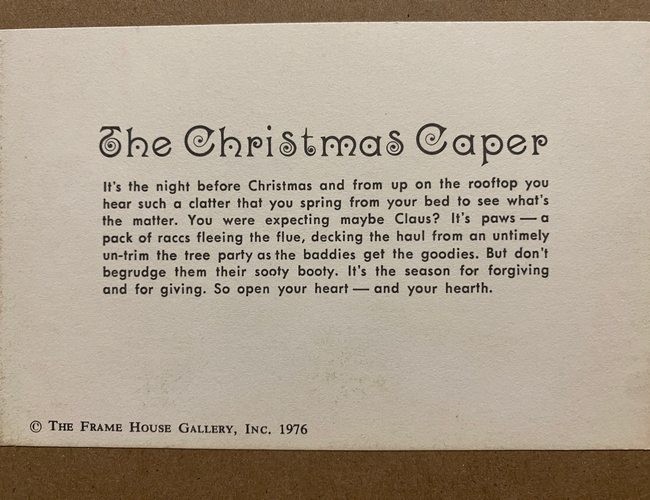 The Christmas Caper
It's the night before Christmas and from up on the rooftop you
hear such a clatter that you spring from your bed to see what's
the matter. You were expecting maybe Claus? It's paws — a
pack of raccs fleeing the flue, decking the haul from an untimely
un-trim the tree party as the baddies get the goodies. But don't
begrudge them their sooty booty. It's the season for forgiving
and for giving. So open your heart — and your hearth.
© The Frame House Gallery, Inc. 1976